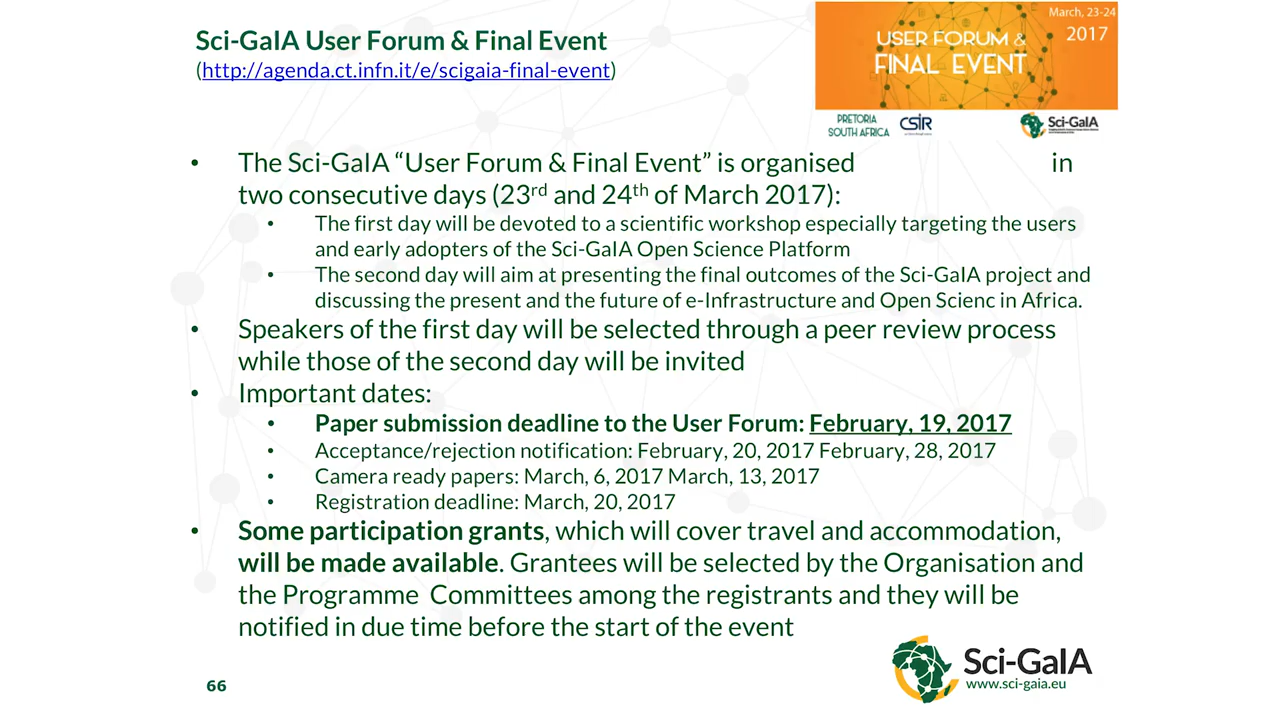 Sci-GaIA User Forum & Final Event
(http://agenda.ct.infn.it/e/scigaia-final-event)
March, 23-24
2017
USER FORUM &
FINAL EVENT
PRETORIA
SOUTH AFRICA
CSIR
Sci-GaIA
• The Sci-GaIA “User Forum & Final Event” is organised in
two consecutive days (23rd and 24th of March 2017):
• The first day will be devoted to a scientific workshop especially targeting the users
and early adopters of the Sci-GaIA Open Science Platform
• The second day will aim at presenting the final outcomes of the Sci-GaIA project and
discussing the present and the future of e-Infrastructure and Open Scienc in Africa.
• Speakers of the first day will be selected through a peer review process
while those of the second day will be invited
• Important dates:
• Paper submission deadline to the User Forum: February, 19, 2017
• Acceptance/rejection notification: February, 20, 2017 February, 28, 2017
• Camera ready papers: March, 6, 2017 March, 13, 2017
• Registration deadline: March, 20, 2017
• Some participation grants, which will cover travel and accommodation,
will be made available. Grantees will be selected by the Organisation and
the Programme Committees among the registrants and they will be
notified in due time before the start of the event
Sci-GaIA
www.sci-gaia.eu
66